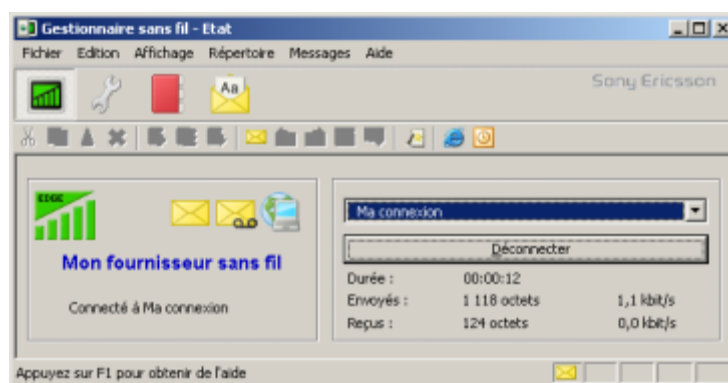 Gestionnaire sans fil - Etat
Fichier Edition Affichage Répertoire Messages Aide
Aa
Sony Ericsson
EDGE
Mon fournisseur sans fil
Connecté à Ma connexion
Ma connexion
Déconnecter
Durée : 00:00:12
Envoyés : 1 118 octets 1,1 kbit/s
Reçus : 124 octets 0,0 kbit/s
Appuyez sur F1 pour obtenir de l'aide